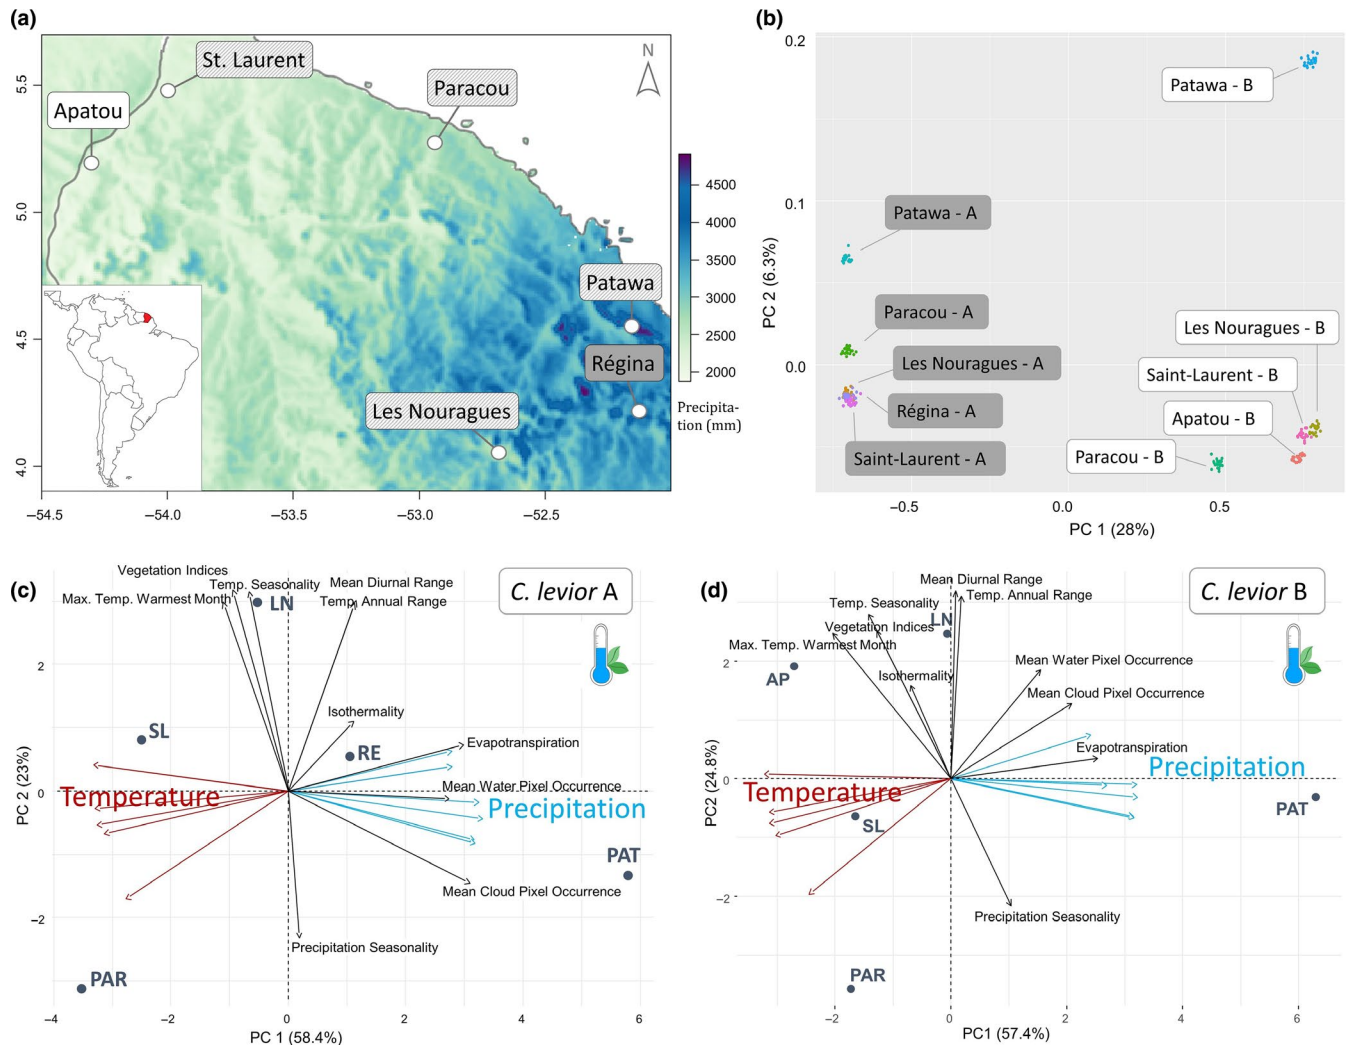 (a)
St. Laurent
Apatou
Paracou
N
Patawa
Régina
Les Nouragues
5.5
5.0
4.5
4.0
–54.5
–54.0
–53.5
–53.0
–52.5
4500
4000
3500
3000
2500
2000
Precipita-
tion (mm)
(b)
0.2
0.1
0.0
PC 2 (6.3%)
Patawa - B
Patawa - A
Paracou - A
Les Nouragues - A
Régina - A
Saint-Laurent - A
Les Nouragues - B
Saint-Laurent - B
Apatou - B
Paracou - B
–0.5
0.0
0.5
PC 1 (28%)
(c)
C. levior A
Vegetation Indices
Temp. Seasonality
Max. Temp. Warmest Month
LN
Mean Diurnal Range
Temp. Annual Range
SL
Isothermality
RE
Evapotranspiration
Mean Water Pixel Occurrence
Temperature
Precipitation
PAT
Mean Cloud Pixel Occurrence
Precipitation Seasonality
PAR
2
0
–2
PC 2 (23%)
–4
–2
0
2
4
6
PC 1 (58.4%)
(d)
C. levior B
Mean Diurnal Range
Temp. Annual Range
Temp. Seasonality
LN
Vegetation Indices
Max. Temp. Warmest Month
AP
Isothermality
Mean Water Pixel Occurrence
Mean Cloud Pixel Occurrence
Evapotranspiration
Precipitation
Temperature
PAT
SL
Precipitation Seasonality
PAR
2
0
–2
PC2 (24.8%)
–2
0
2
4
6
PC1 (57.4%)